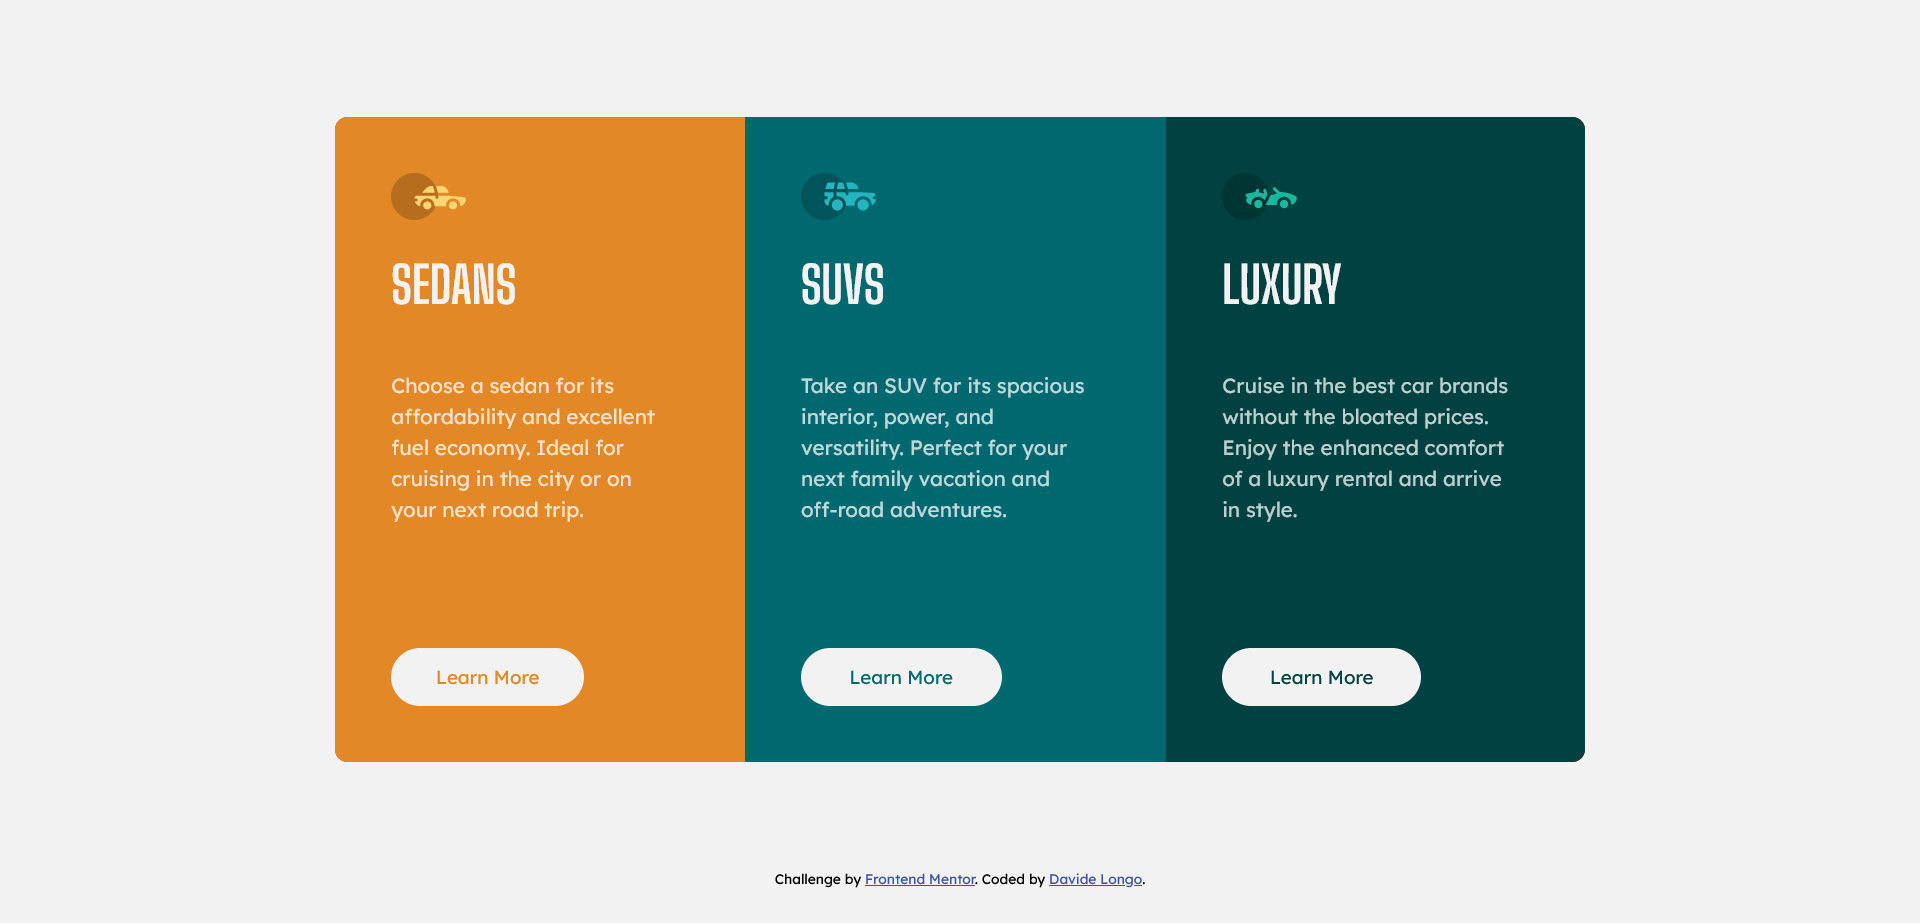 SEDANS
Choose a sedan for its
affordability and excellent
fuel economy. Ideal for
cruising in the city or on
your next road trip.
Learn More
SUVS
Take an SUV for its spacious
interior, power, and
versatility. Perfect for your
next family vacation and
off-road adventures.
Learn More
LUXURY
Cruise in the best car brands
without the bloated prices.
Enjoy the enhanced comfort
of a luxury rental and arrive
in style.
Learn More
Challenge by Frontend Mentor. Coded by Davide Longo.